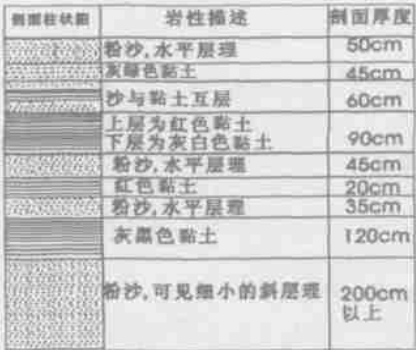 剖面柱状图 岩性描述 剖面厚度
粉沙,水平层理 50cm
灰绿色黏土 45cm
沙与黏土互层 60cm
上层为红色黏土
下层为灰白色黏土 90cm
粉沙,水平层理 45cm
红色黏土 20cm
粉沙,水平层理 35cm
灰黑色黏土 120cm
粉沙,可见细小的斜层理 200cm
以上